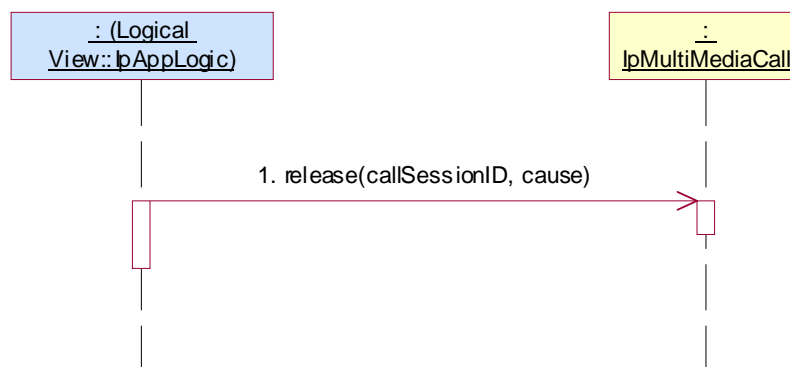 : (Logical
View::IpAppLogic)
:
IpMultiMediaCall
1. release(callSessionID, cause)